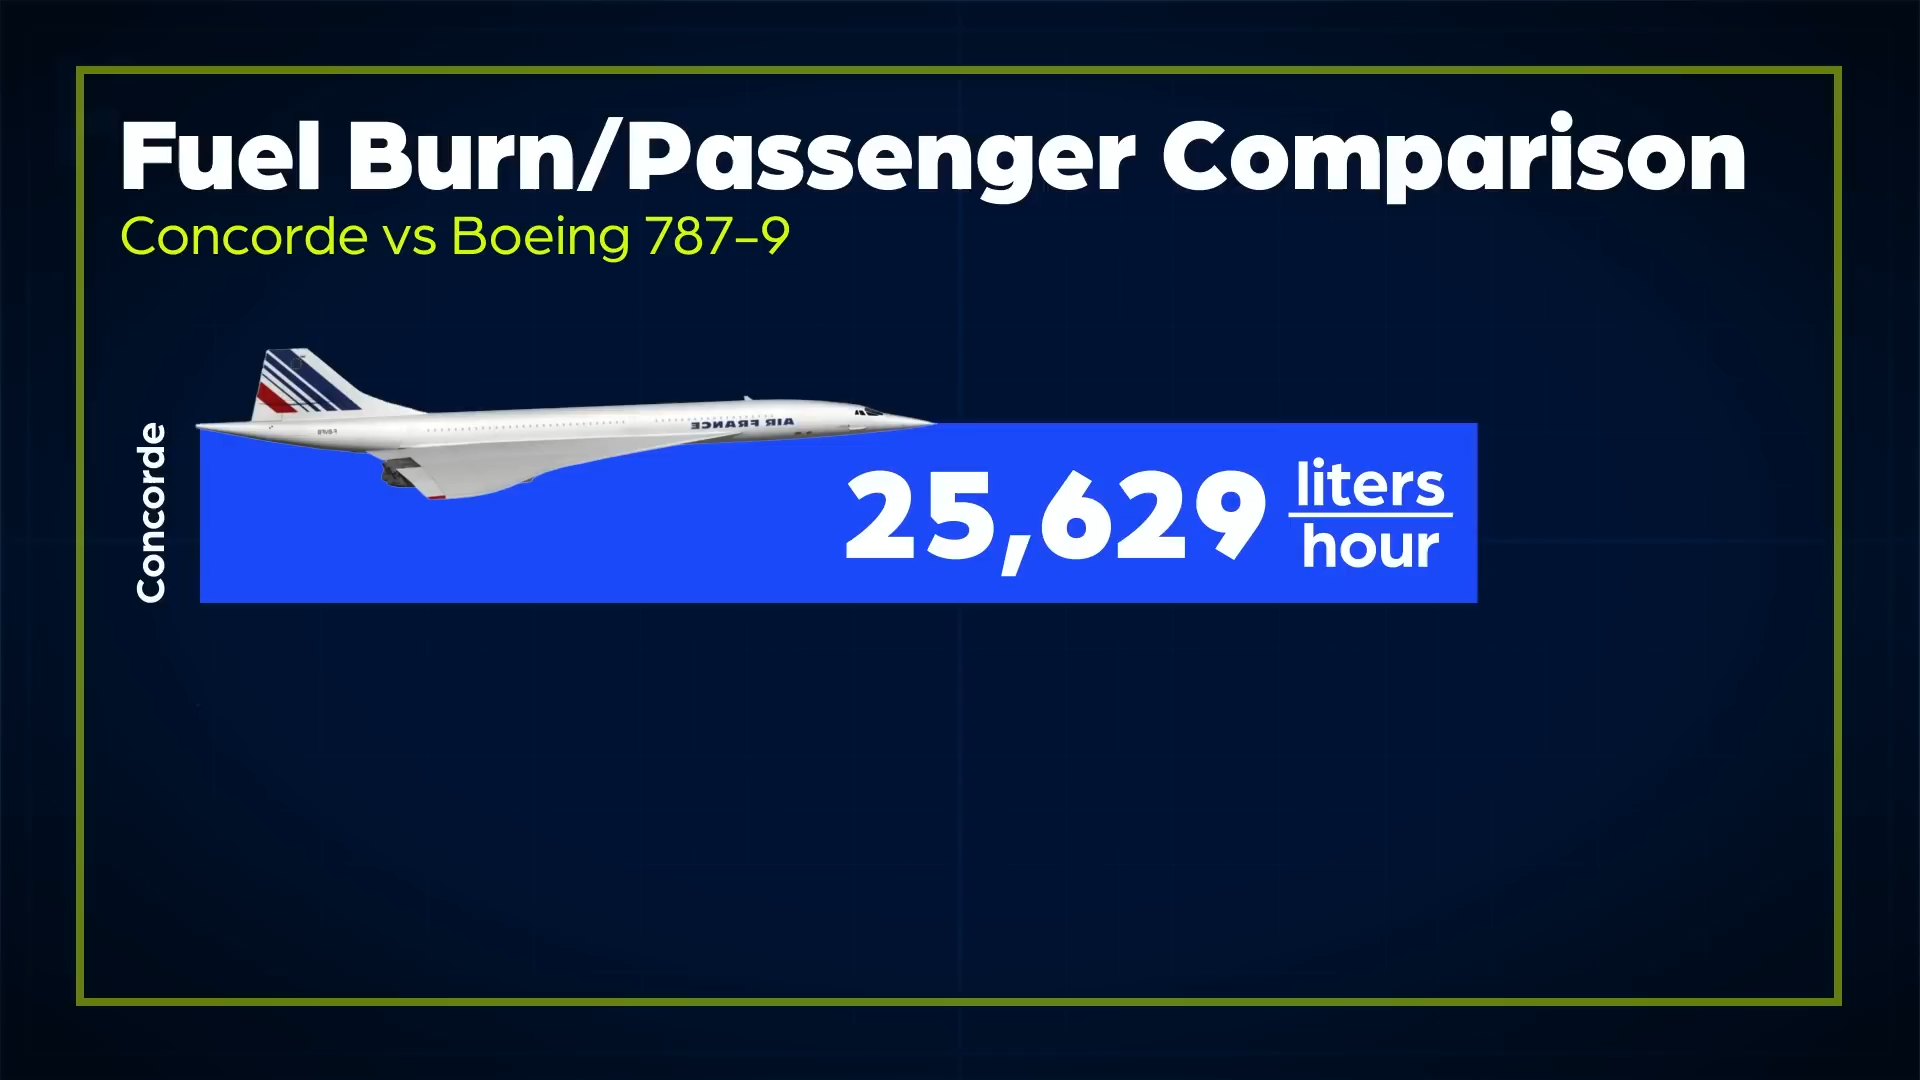 Fuel Burn/Passenger Comparison
Concorde vs Boeing 787-9
Concorde
AIR FRANCE
25,629 liters
hour